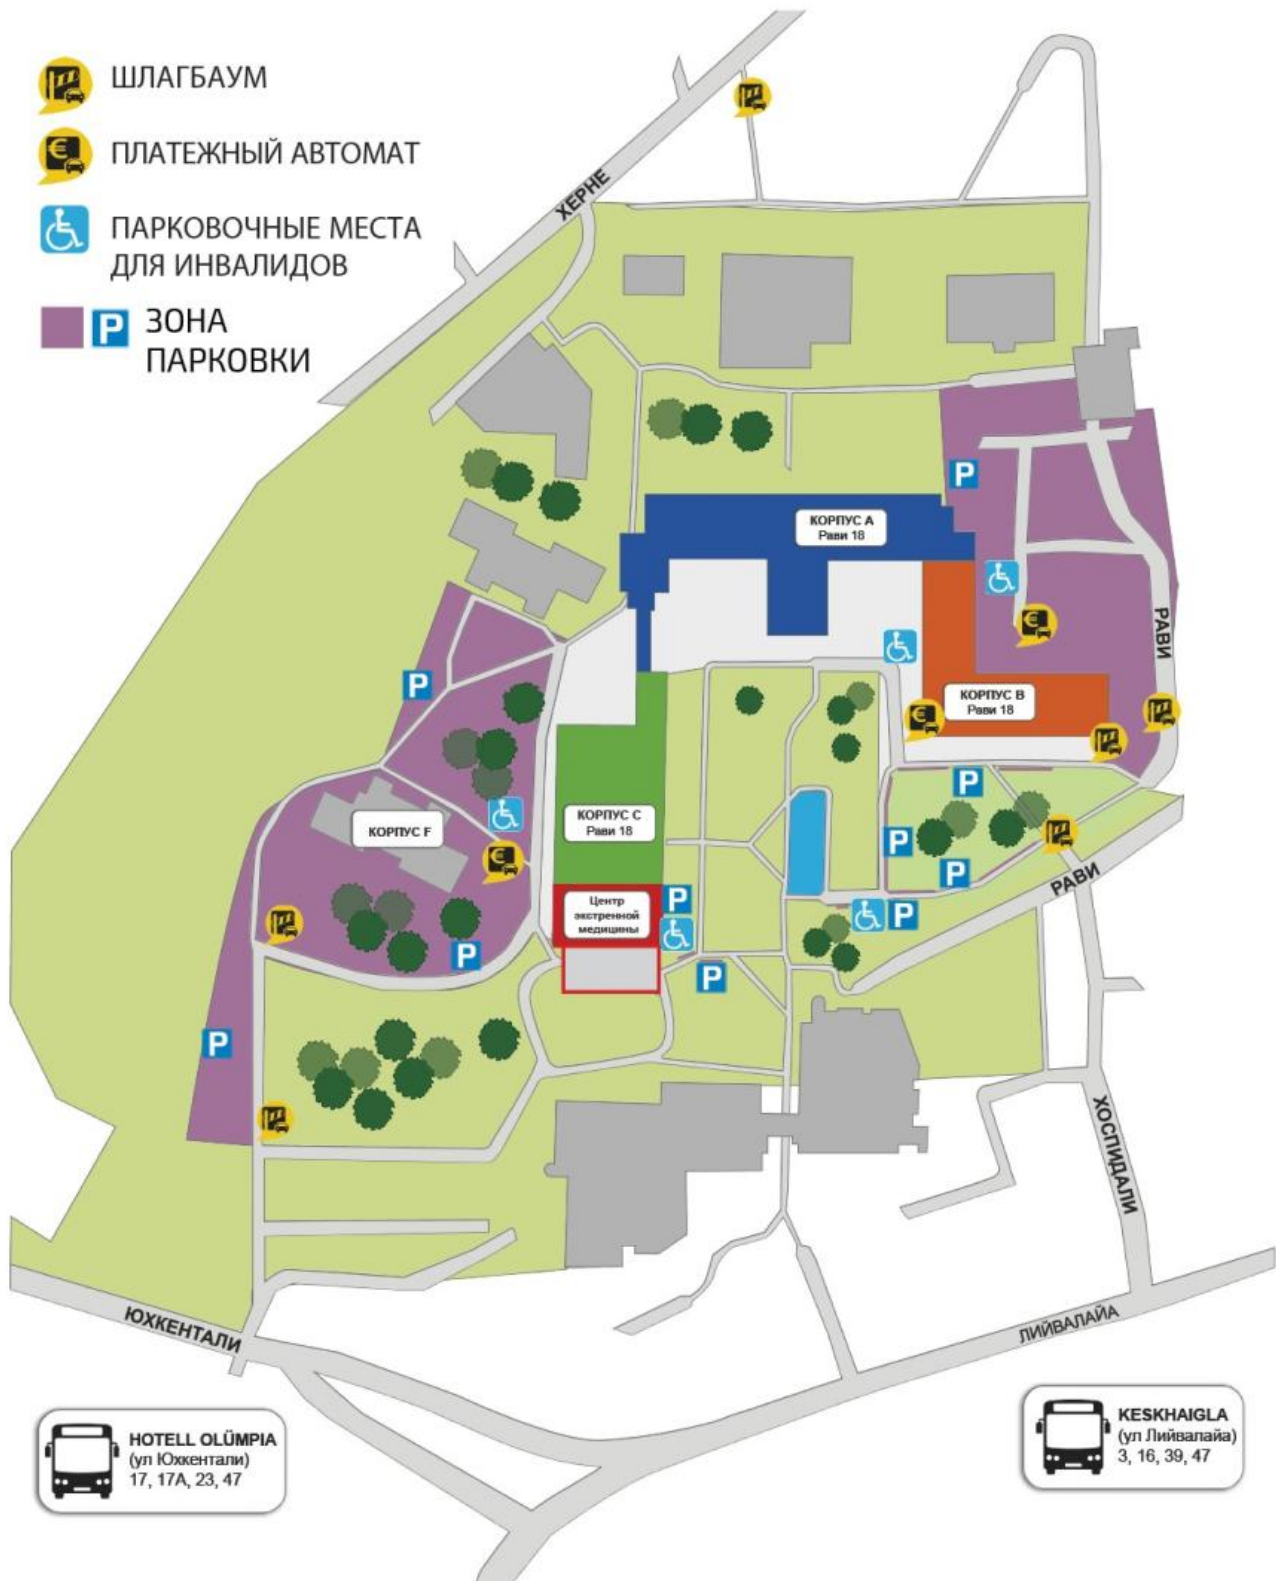 ШЛАГБАУМ
ПЛАТЕЖНЫЙ АВТОМАТ
ПАРКОВОЧНЫЕ МЕСТА
ДЛЯ ИНВАЛИДОВ
P ЗОНА
ПАРКОВКИ
ХЕРНЕ
P
КОРПУС A
Рави 18
€
РАВИ
P
КОРПУС B
Рави 18
€
P
КОРПУС F
КОРПУС C
Рави 18
P
€
P
РАВИ
P
Центр
экстренной
медицины
P
P
P
P
P
ХОСПИДАЛИ
ЮХКЕНТАЛИ
ЛИЙВАЛАЙА
HOTELL OLÜMPIA
(ул Юхкентали)
17, 17A, 23, 47
KESKHAIGLA
(ул Лийвалайа)
3, 16, 39, 47